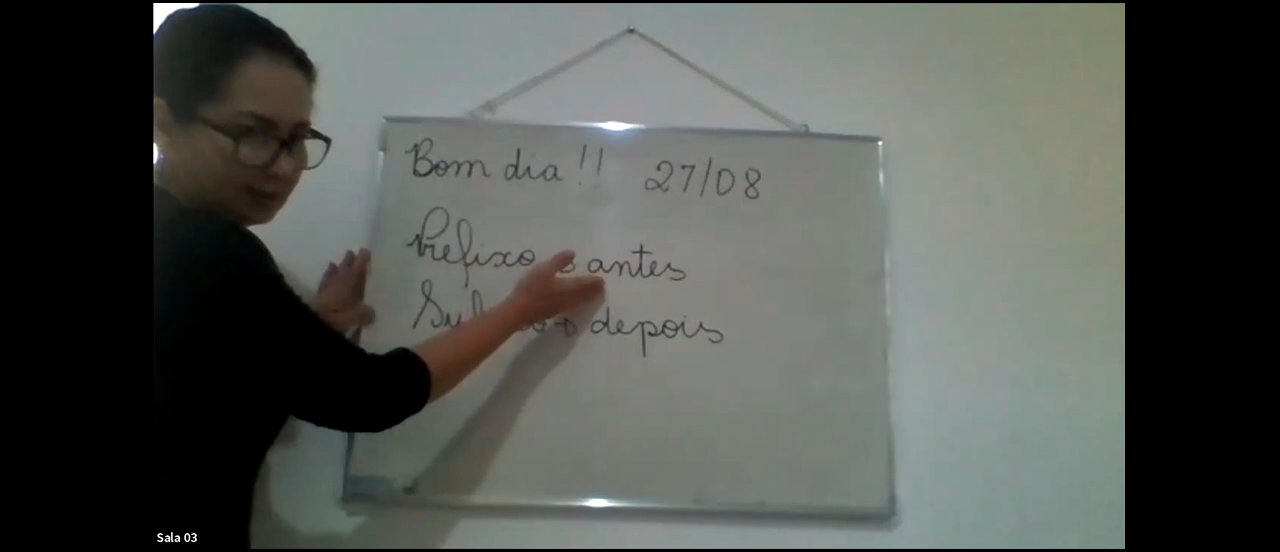 Bom dia!! 27/08
Prefixo → antes
depois
Sala 03